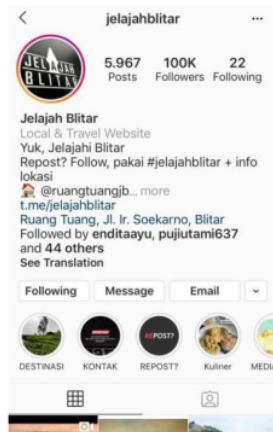 jelajahblitar
JELAJAH
BLITAR
5.967 100K 22
Posts Followers Following
Jelajah Blitar
Local & Travel Website
Yuk, Jelajahi Blitar
Repost? Follow, pakai #jelajahblitar + info
lokasi
@ruangtuangjb... more
t.me/jelajahblitar
Ruang Tuang, Jl. Ir. Soekarno, Blitar
Followed by enditaayu, pujiutami637
and 44 others
See Translation
Following Message Email
REPOST?
DESTINASI KONTAK REPOST? Kuliner MEDI